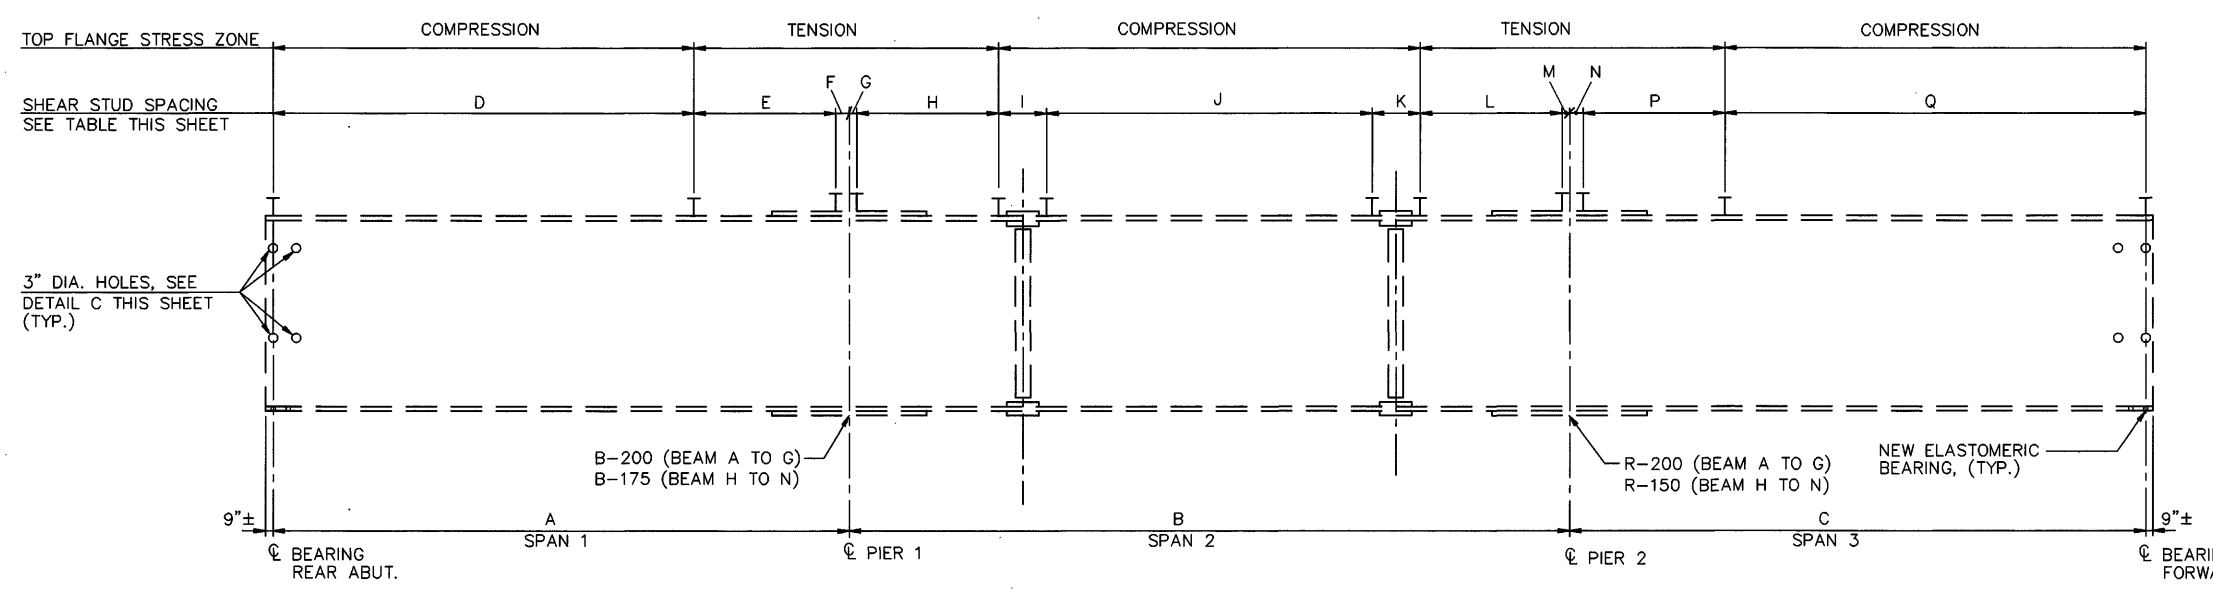 COMPRESSION TENSION COMPRESSION TENSION COMPRESSION
TOP FLANGE STRESS ZONE
F G M N
D E H I J K L P Q
SHEAR STUD SPACING
SEE TABLE THIS SHEET
3" DIA. HOLES, SEE
DETAIL C THIS SHEET
(TYP.)
B-200 (BEAM A TO G)
B-175 (BEAM H TO N)
R-200 (BEAM A TO G)
R-150 (BEAM H TO N)
NEW ELASTOMERIC
BEARING, (TYP.)
9"± A B C 9"±
SPAN 1 SPAN 2 SPAN 3
℄ BEARING
REAR ABUT.
℄ PIER 1
℄ PIER 2
℄ BEARI
FORWA